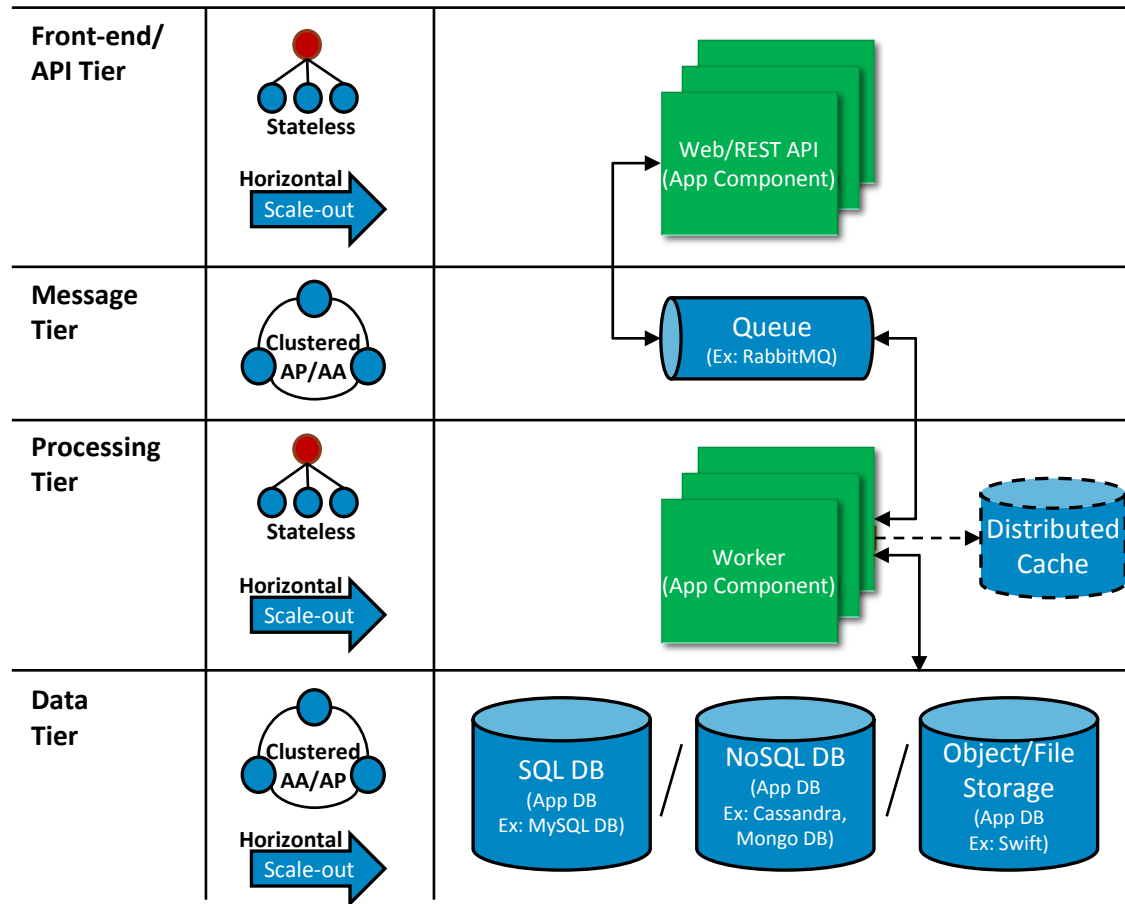 Front-end/
API Tier
Stateless
Horizontal
Scale-out
Web/REST API
(App Component)
Message
Tier
Clustered
AP/AA
Queue
(Ex: RabbitMQ)
Processing
Tier
Stateless
Horizontal
Scale-out
Worker
(App Component)
Distributed
Cache
Data
Tier
Clustered
AA/AP
Horizontal
Scale-out
SQL DB
(App DB
Ex: MySQL DB)
/
NoSQL DB
(App DB
Ex: Cassandra,
Mongo DB)
/
Object/File
Storage
(App DB
Ex: Swift)